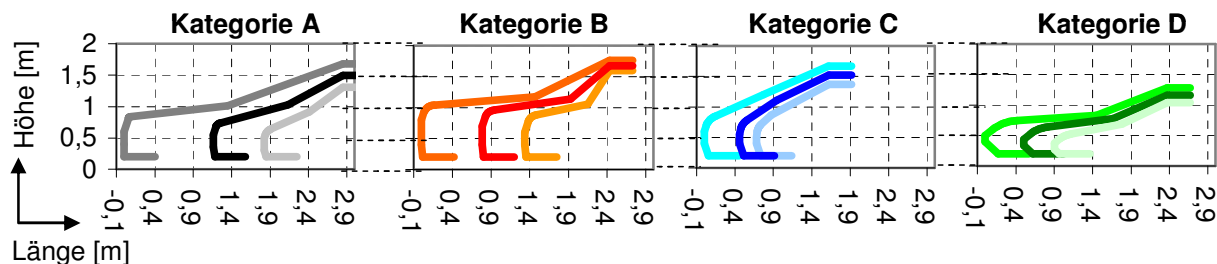 Kategorie A Kategorie B Kategorie C Kategorie D
Höhe [m]
2
1,5
1
0,5
0
-0,1 0,4 0,9 1,4 1,9 2,4 2,9
-0,1 0,4 0,9 1,4 1,9 2,4 2,9
-0,1 0,4 0,9 1,4 1,9 2,4 2,9
-0,1 0,4 0,9 1,4 1,9 2,4 2,9
Länge [m]